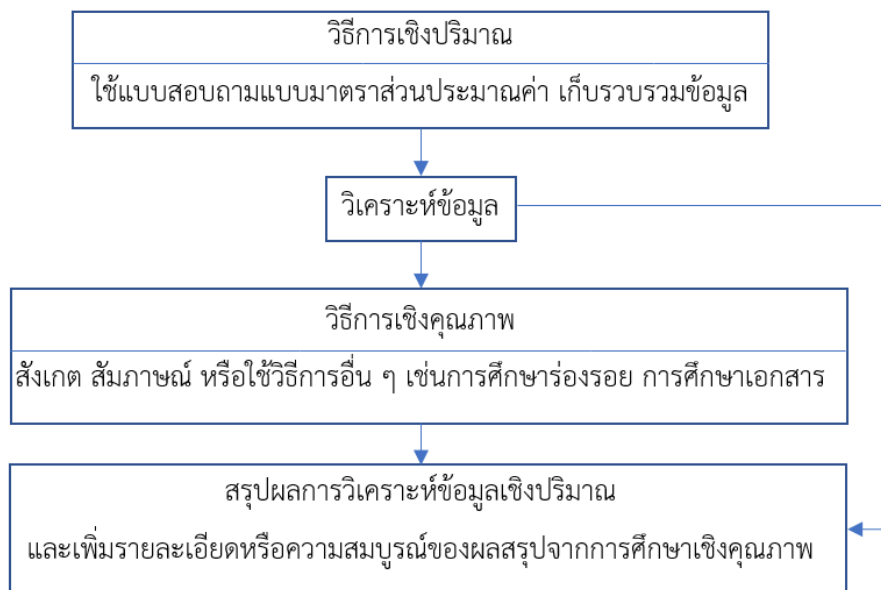 วิธีการเชิงปริมาณ
ใช้แบบสอบถามแบบมาตราส่วนประมาณค่า เก็บรวบรวมข้อมูล
วิเคราะห์ข้อมูล
วิธีการเชิงคุณภาพ
สังเกต สัมภาษณ์ หรือใช้วิธีการอื่น ๆ เช่นการศึกษาร่องรอย การศึกษาเอกสาร
สรุปผลการวิเคราะห์ข้อมูลเชิงปริมาณ
และเพิ่มรายละเอียดหรือความสมบูรณ์ของผลสรุปจากการศึกษาเชิงคุณภาพ